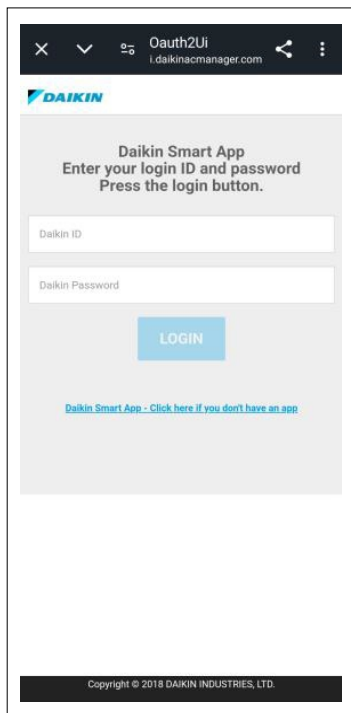 Oauth2Ui
i.daikinacmanager.com
DAIKIN
Daikin Smart App
Enter your login ID and password
Press the login button.
Daikin ID
Daikin Password
LOGIN
Daikin Smart App - Click here if you don't have an app
Copyright © 2018 DAIKIN INDUSTRIES, LTD.